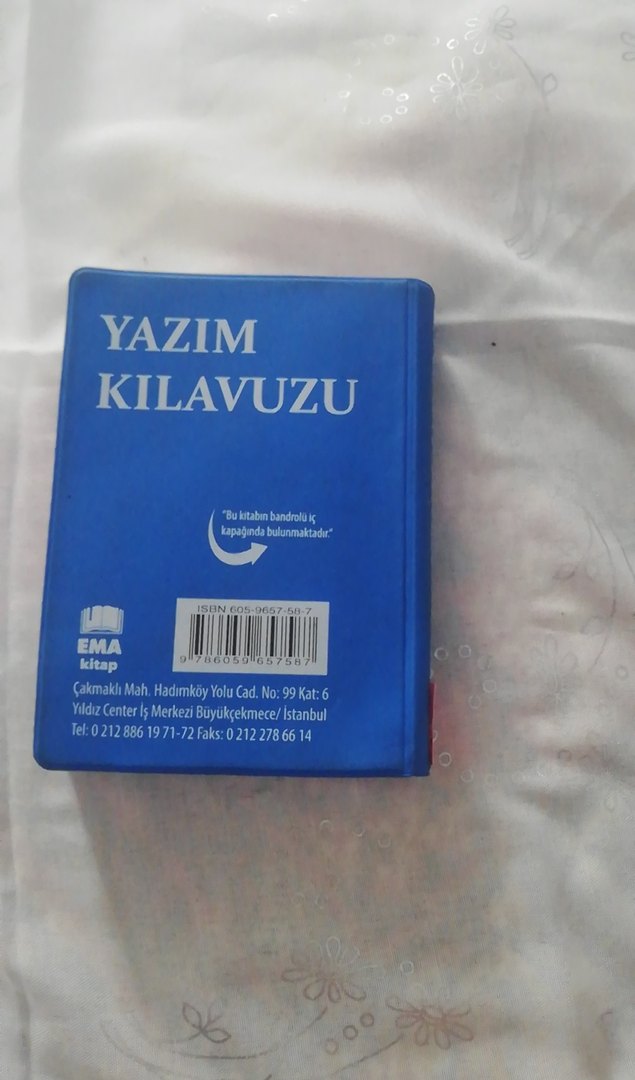 YAZIM
KILAVUZU
"Bu kitabın bandrolü iç
kapağında bulunmaktadır."
ISBN 605-9657-58-7
9 786059 657587
EMA
kitap
Çakmaklı Mah. Hadımköy Yolu Cad. No: 99 Kat: 6
Yıldız Center İş Merkezi Büyükçekmece/ İstanbul
Tel: 0 212 886 19 71-72 Faks: 0 212 278 66 14